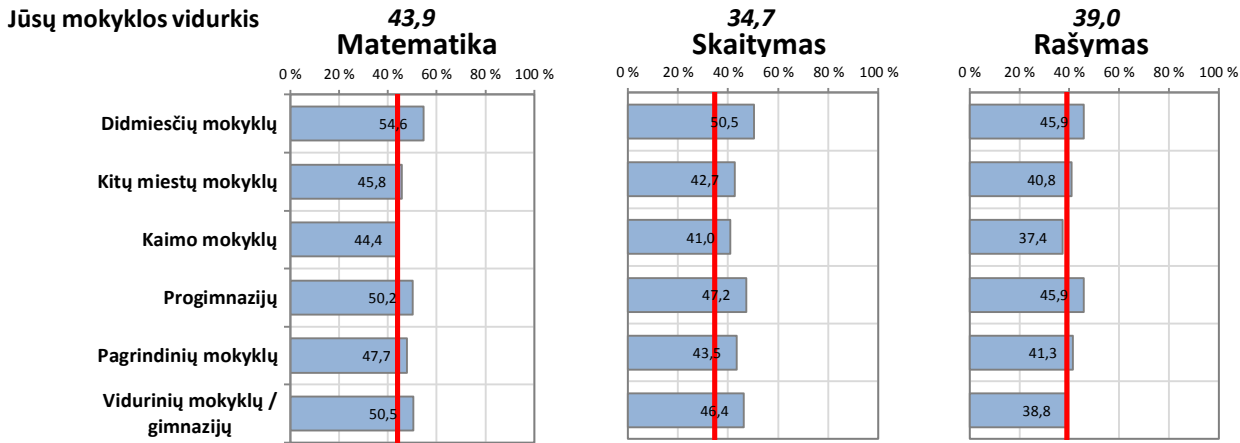 Jūsų mokyklos vidurkis 43,9 34,7 39,0
Matematika Skaitymas Rašymas
0 % 20 % 40 % 60 % 80 % 100 % 0 % 20 % 40 % 60 % 80 % 100 % 0 % 20 % 40 % 60 % 80 % 100 %
Didmiesčių mokyklų 54,6 50,5 45,9
Kitų miestų mokyklų 45,8 42,7 40,8
Kaimo mokyklų 44,4 41,0 37,4
Progimnazijų 50,2 47,2 45,9
Pagrindinių mokyklų 47,7 43,5 41,3
Vidurinių mokyklų / 50,5 46,4 38,8
gimnazijų